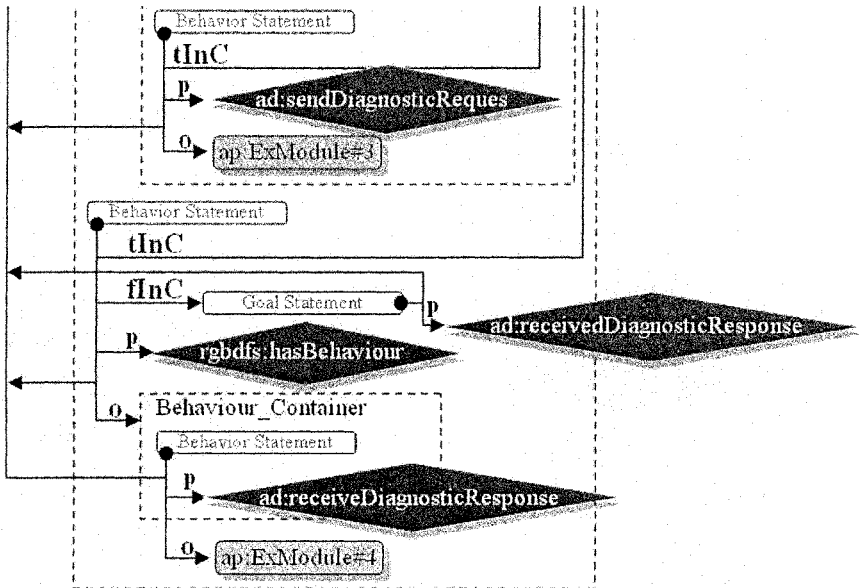 Behavior Statement
tInC
p
ad:sendDiagnosticReques
o
ap:ExModule#3
Behavior Statement
tInC
fInC
Goal Statement
p
ad:receivedDiagnosticResponse
p
rgbdfs:hasBehaviour
o
Behaviour_Container
Behavior Statement
p
ad:receiveDiagnosticResponse
o
ap:ExModule#4